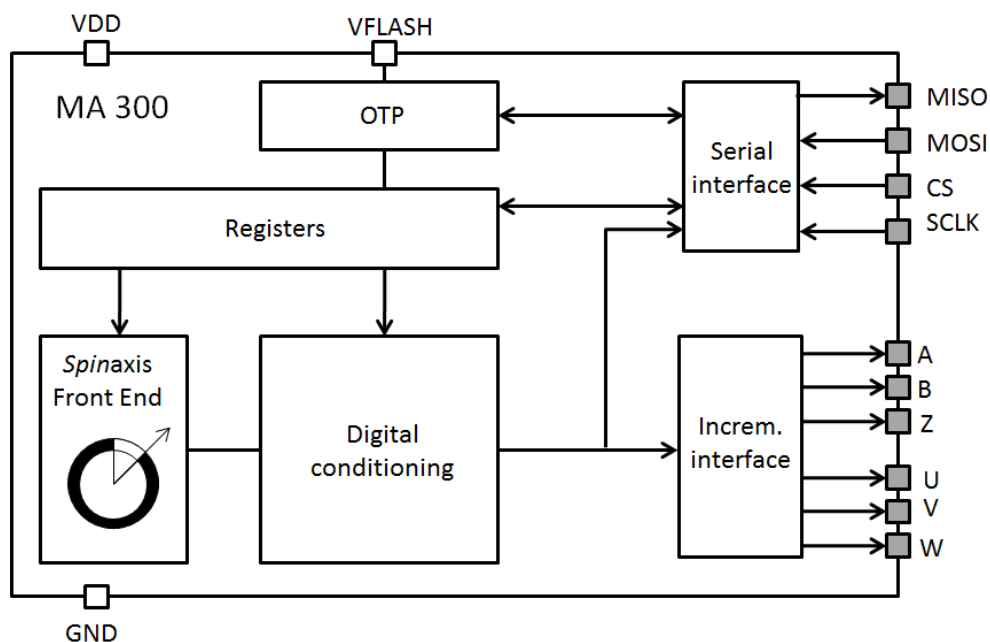 VDD
VFLASH
MA 300
OTP
Serial
interface
MISO
MOSI
CS
SCLK
Registers
Spinaxis
Front End
Digital
conditioning
Increm.
interface
A
B
Z
U
V
W
GND